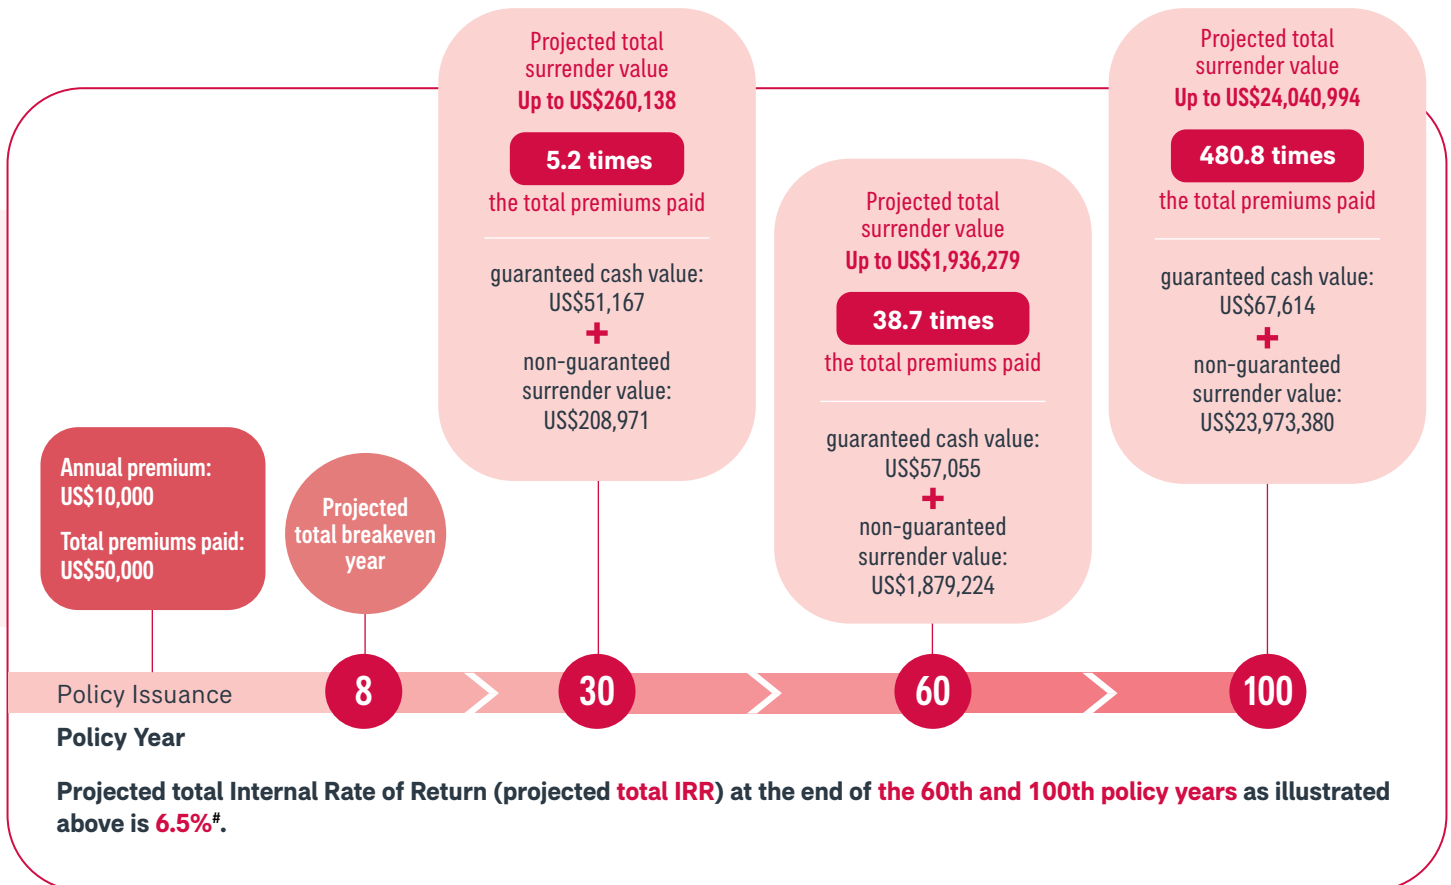 Annual premium:
US$10,000
Total premiums paid:
US$50,000
Projected
total breakeven
year
Projected total
surrender value
Up to US$260,138
5.2 times
the total premiums paid
guaranteed cash value:
US$51,167
+
non-guaranteed
surrender value:
US$208,971
Projected total
surrender value
Up to US$1,936,279
38.7 times
the total premiums paid
guaranteed cash value:
US$57,055
+
non-guaranteed
surrender value:
US$1,879,224
Projected total
surrender value
Up to US$24,040,994
480.8 times
the total premiums paid
guaranteed cash value:
US$67,614
+
non-guaranteed
surrender value:
US$23,973,380
Policy Issuance
8
30
60
100
Policy Year
Projected total Internal Rate of Return (projected total IRR) at the end of the 60th and 100th policy years as illustrated
above is 6.5%#.